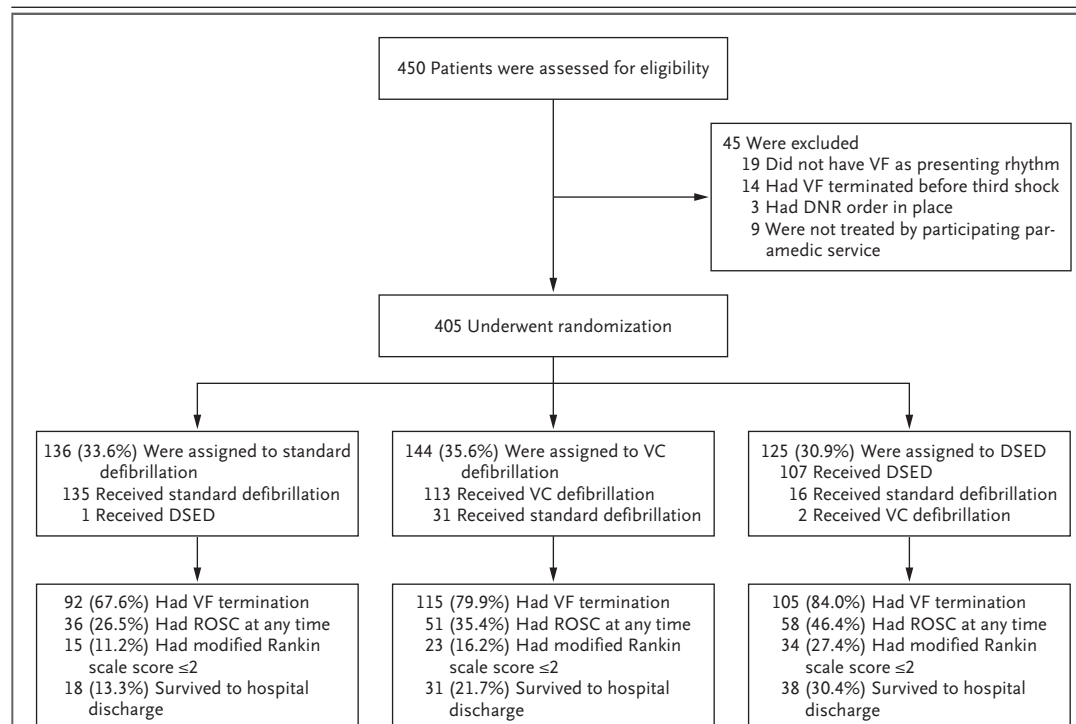 450 Patients were assessed for eligibility
45 Were excluded
19 Did not have VF as presenting rhythm
14 Had VF terminated before third shock
3 Had DNR order in place
9 Were not treated by participating par-
amedic service
405 Underwent randomization
136 (33.6%) Were assigned to standard
defibrillation
135 Received standard defibrillation
1 Received DSED
144 (35.6%) Were assigned to VC
defibrillation
113 Received VC defibrillation
31 Received standard defibrillation
125 (30.9%) Were assigned to DSED
107 Received DSED
16 Received standard defibrillation
2 Received VC defibrillation
92 (67.6%) Had VF termination
36 (26.5%) Had ROSC at any time
15 (11.2%) Had modified Rankin
scale score ≤2
18 (13.3%) Survived to hospital
discharge
115 (79.9%) Had VF termination
51 (35.4%) Had ROSC at any time
23 (16.2%) Had modified Rankin
scale score ≤2
31 (21.7%) Survived to hospital
discharge
105 (84.0%) Had VF termination
58 (46.4%) Had ROSC at any time
34 (27.4%) Had modified Rankin
scale score ≤2
38 (30.4%) Survived to hospital
discharge